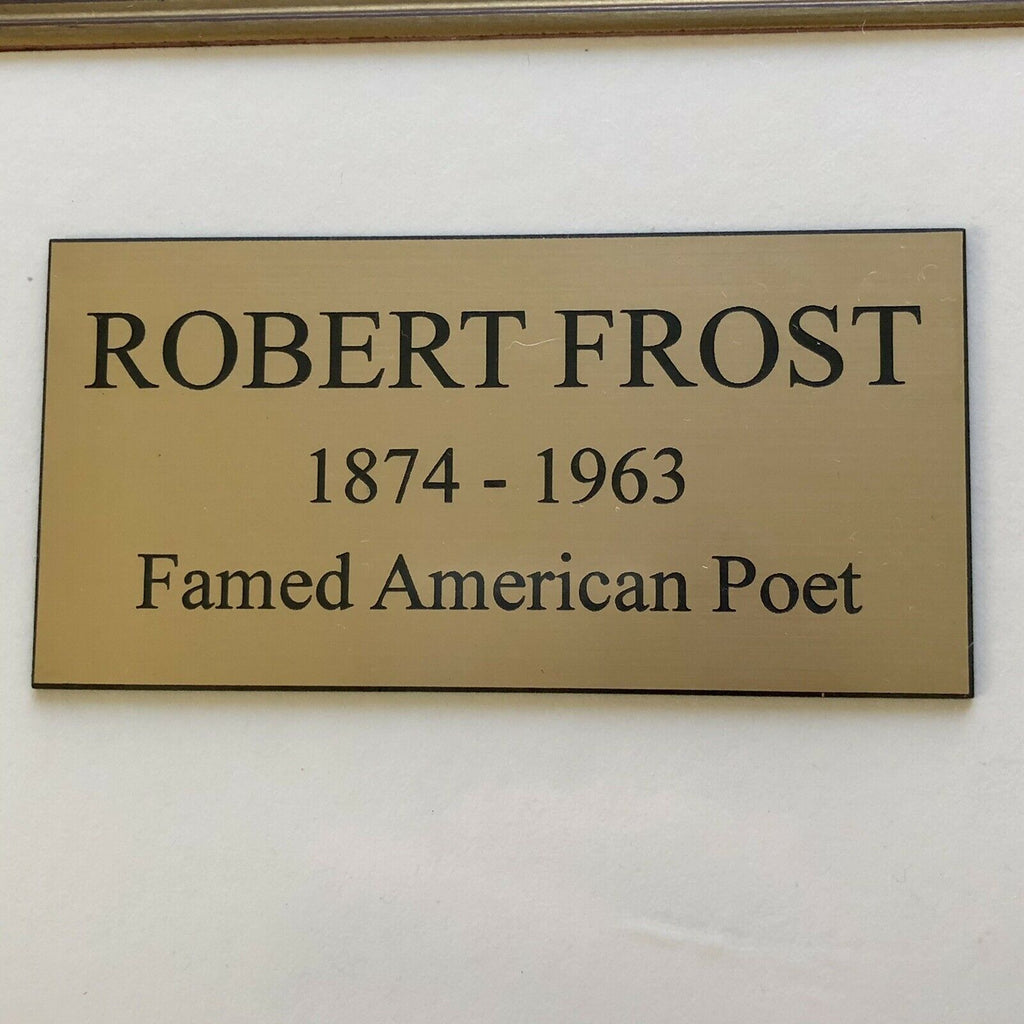 ROBERT FROST
1874 - 1963
Famed American Poet